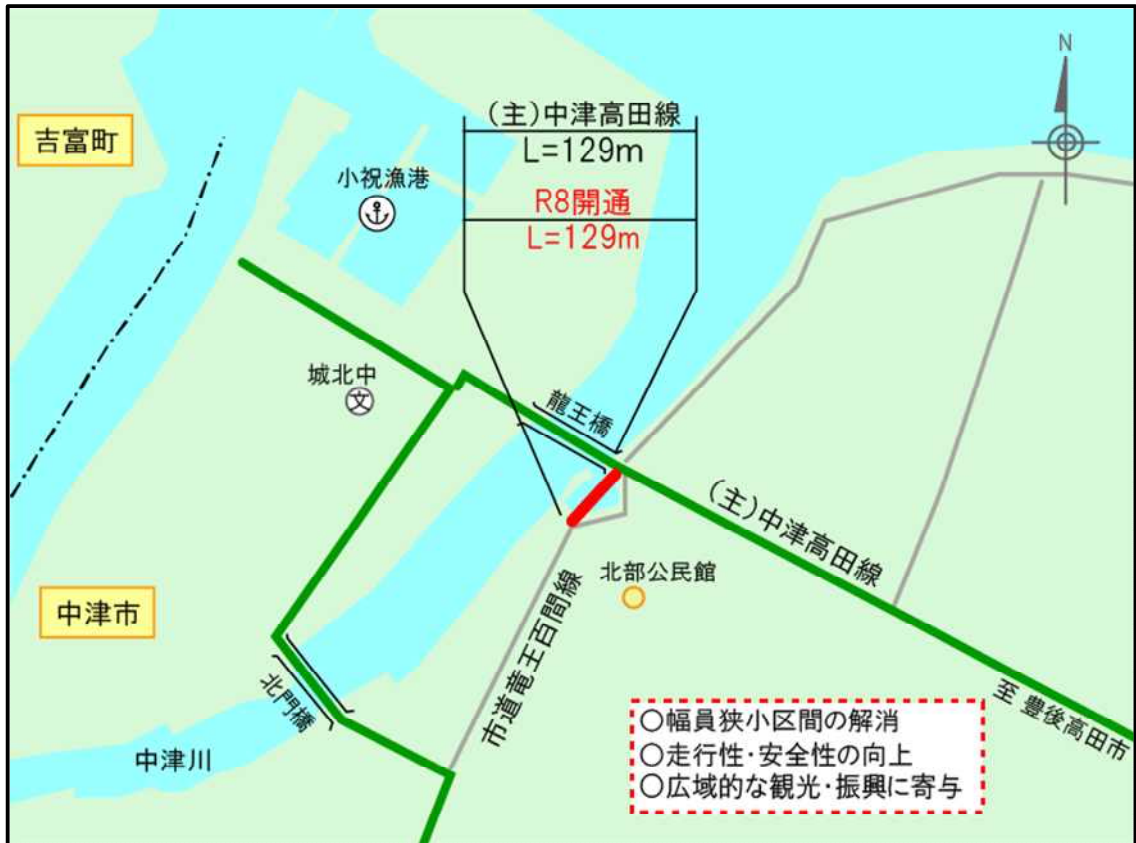 N
(主)中津高田線
L=129m
R8開通
L=129m
吉富町
小祝漁港
城北中
文
龍王橋
(主)中津高田線
北部公民館
中津市
市道竜王百間線
北門橋
中津川
至 豊後高田市
○幅員狭小区間の解消
○走行性・安全性の向上
○広域的な観光・振興に寄与